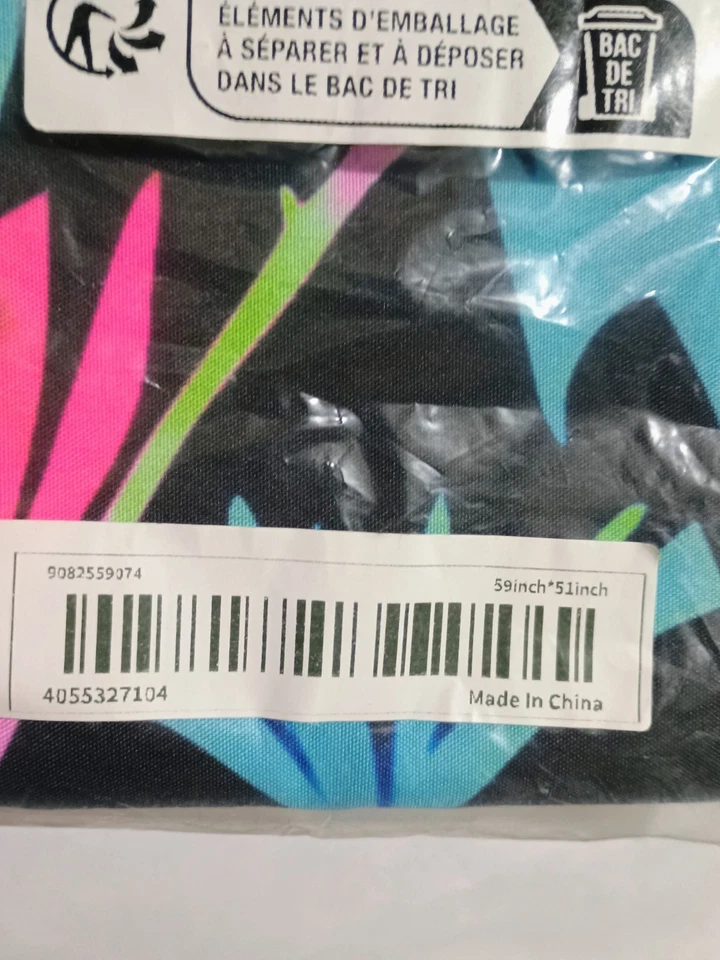 ÉLÉMENTS D'EMBALLAGE
À SÉPARER ET À DÉPOSER
DANS LE BAC DE TRI
BAC
DE
TRI
9082559074
59inch*51inch
4055327104
Made In China